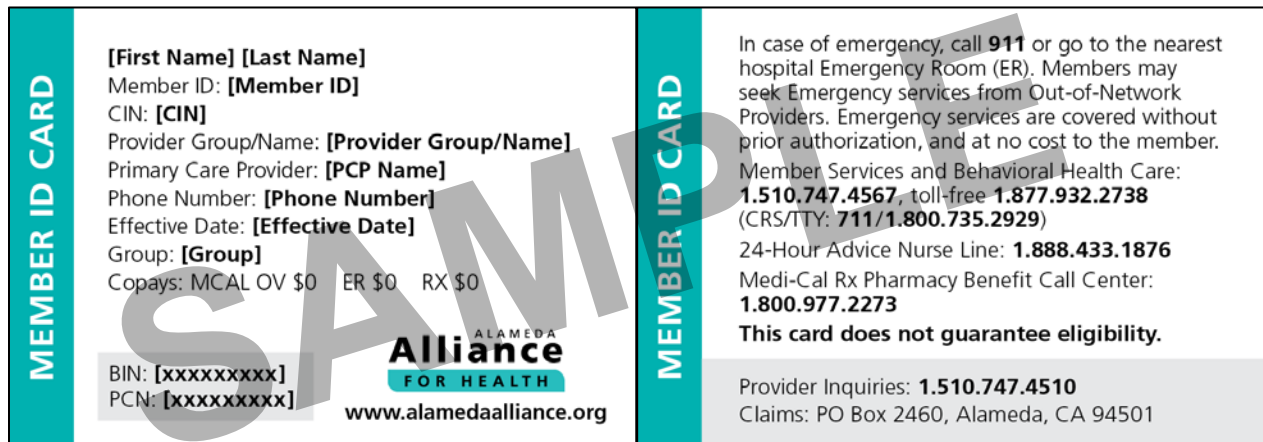 MEMBER ID CARD
[First Name] [Last Name]
Member ID: [Member ID]
CIN: [CIN]
Provider Group/Name: [Provider Group/Name]
Primary Care Provider: [PCP Name]
Phone Number: [Phone Number]
Effective Date: [Effective Date]
Group: [Group]
Copays: MCAL OV $0 ER $0 RX $0
BIN: [xxxxxxxxx]
PCN: [xxxxxxxxx]
ALAMEDA
Alliance
FOR HEALTH
www.alamedaalliance.org
MEMBER ID CARD
In case of emergency, call 911 or go to the nearest
hospital Emergency Room (ER). Members may
seek Emergency services from Out-of-Network
Providers. Emergency services are covered without
prior authorization, and at no cost to the member.
Member Services and Behavioral Health Care:
1.510.747.4567, toll-free 1.877.932.2738
(CRS/TTY: 711/1.800.735.2929)
24-Hour Advice Nurse Line: 1.888.433.1876
Medi-Cal Rx Pharmacy Benefit Call Center:
1.800.977.2273
This card does not guarantee eligibility.
Provider Inquiries: 1.510.747.4510
Claims: PO Box 2460, Alameda, CA 94501
SAMPLE